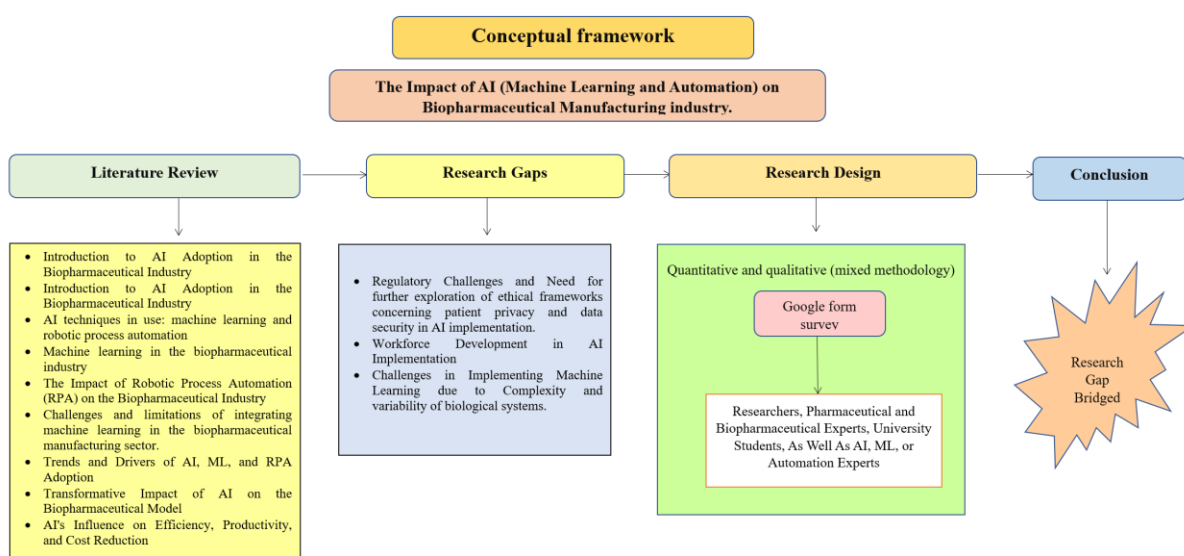 Conceptual framework
The Impact of AI (Machine Learning and Automation) on
Biopharmaceutical Manufacturing industry.
Literature Review
Research Gaps
Research Design
Conclusion
• Introduction to AI Adoption in the
Biopharmaceutical Industry
• Introduction to AI Adoption in the
Biopharmaceutical Industry
• AI techniques in use: machine learning and
robotic process automation
• Machine learning in the biopharmaceutical
industry
• The Impact of Robotic Process Automation
(RPA) on the Biopharmaceutical Industry
• Challenges and limitations of integrating
machine learning in the biopharmaceutical
manufacturing sector.
• Trends and Drivers of AI, ML, and RPA
Adoption
• Transformative Impact of AI on the
Biopharmaceutical Model
• AI's Influence on Efficiency, Productivity,
and Cost Reduction
• Regulatory Challenges and Need for
further exploration of ethical frameworks
concerning patient privacy and data
security in AI implementation.
• Workforce Development in AI
Implementation
• Challenges in Implementing Machine
Learning due to Complexity and
variability of biological systems.
Quantitative and qualitative (mixed methodology)
Google form
survey
Researchers, Pharmaceutical and
Biopharmaceutical Experts, University
Students, As Well As AI, ML, or
Automation Experts
Research
Gap
Bridged